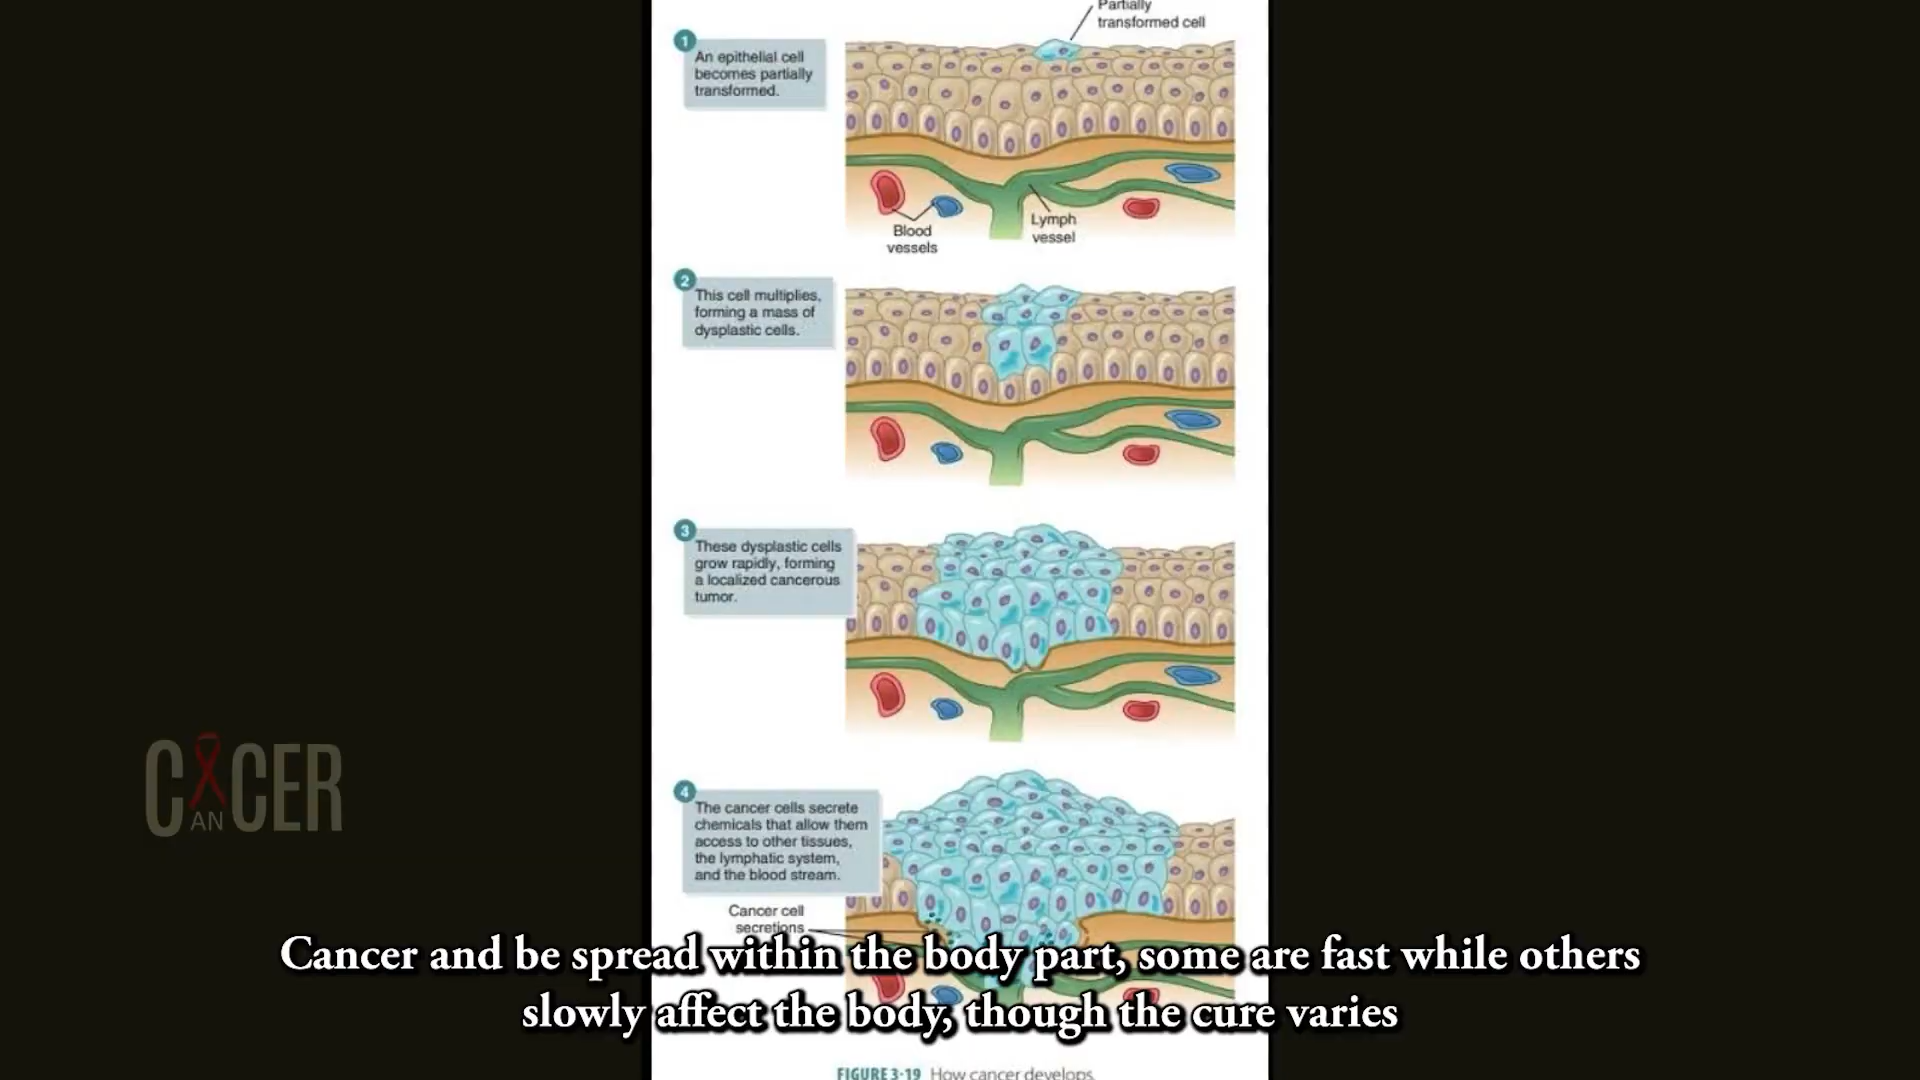 Partially
transformed cell
1
An epithelial cell
becomes partially
transformed.
Blood
vessels
Lymph
vessel
2
This cell multiplies,
forming a mass of
dysplastic cells.
3
These dysplastic cells
grow rapidly, forming
a localized cancerous
tumor.
4
The cancer cells secrete
chemicals that allow them
access to other tissues,
the lymphatic system,
and the blood stream.
Cancer cell
secretions
CANCER
Cancer and be spread within the body part, some are fast while others
slowly affect the body, though the cure varies
FIGURE 3-19 How cancer develops.